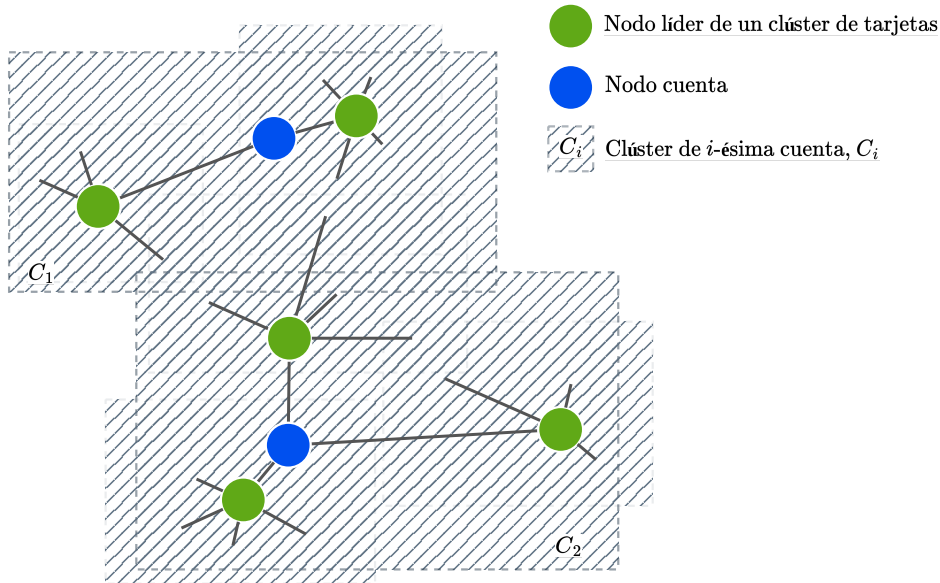 Nodo líder de un clúster de tarjetas
Nodo cuenta
C_i Clúster de i-ésima cuenta, C_i
C_1
C_2